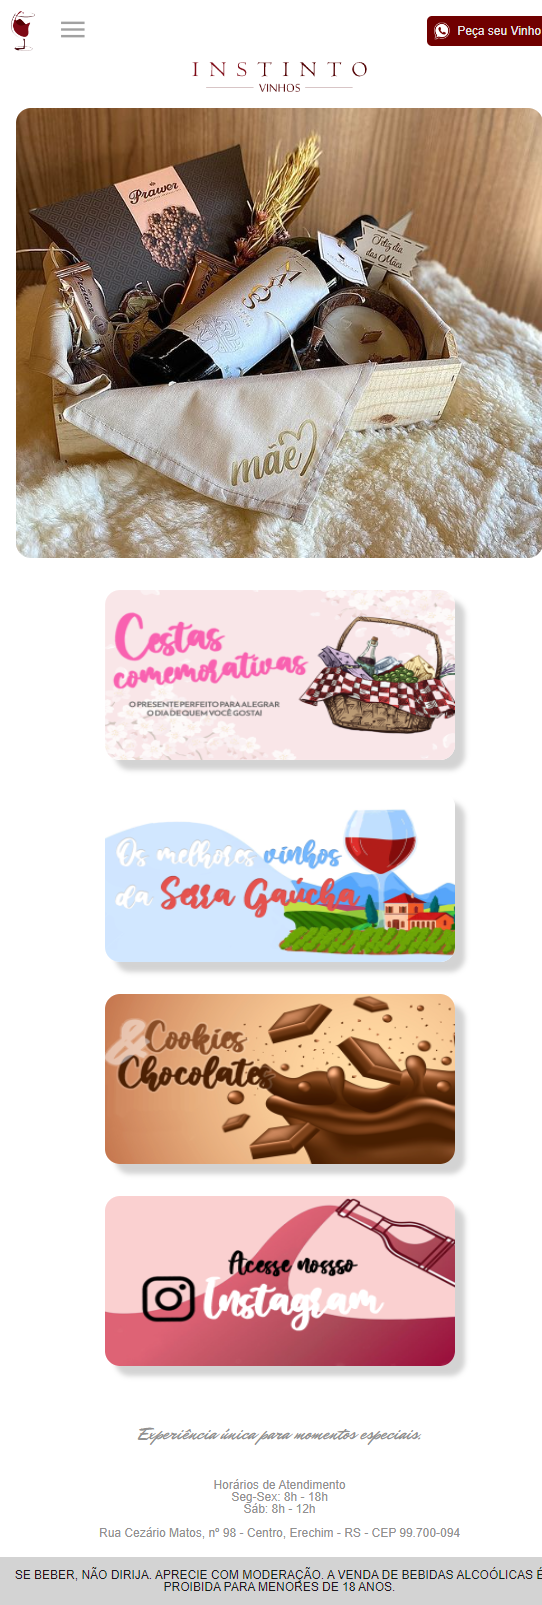 Peça seu Vinho
INSTINTO
VINHOS
Prawer
Feliz dia
das Mães
Prawer
mãe
Cestas
comemorativas
O PRESENTE PERFEITO PARA ALEGRAR
O DIA DE QUEM VOCÊ GOSTA!
Os melhores vinhos
da Serra Gaúcha
&Cookies
Chocolates
Acesse nossso
Instagram
Experiência única para momentos especiais.
Horários de Atendimento
Seg-Sex: 8h - 18h
Sáb: 8h - 12h
Rua Cezário Matos, nº 98 - Centro, Erechim - RS - CEP 99.700-094
SE BEBER, NÃO DIRIJA. APRECIE COM MODERAÇÃO. A VENDA DE BEBIDAS ALCOÓLICAS É
PROIBIDA PARA MENORES DE 18 ANOS.